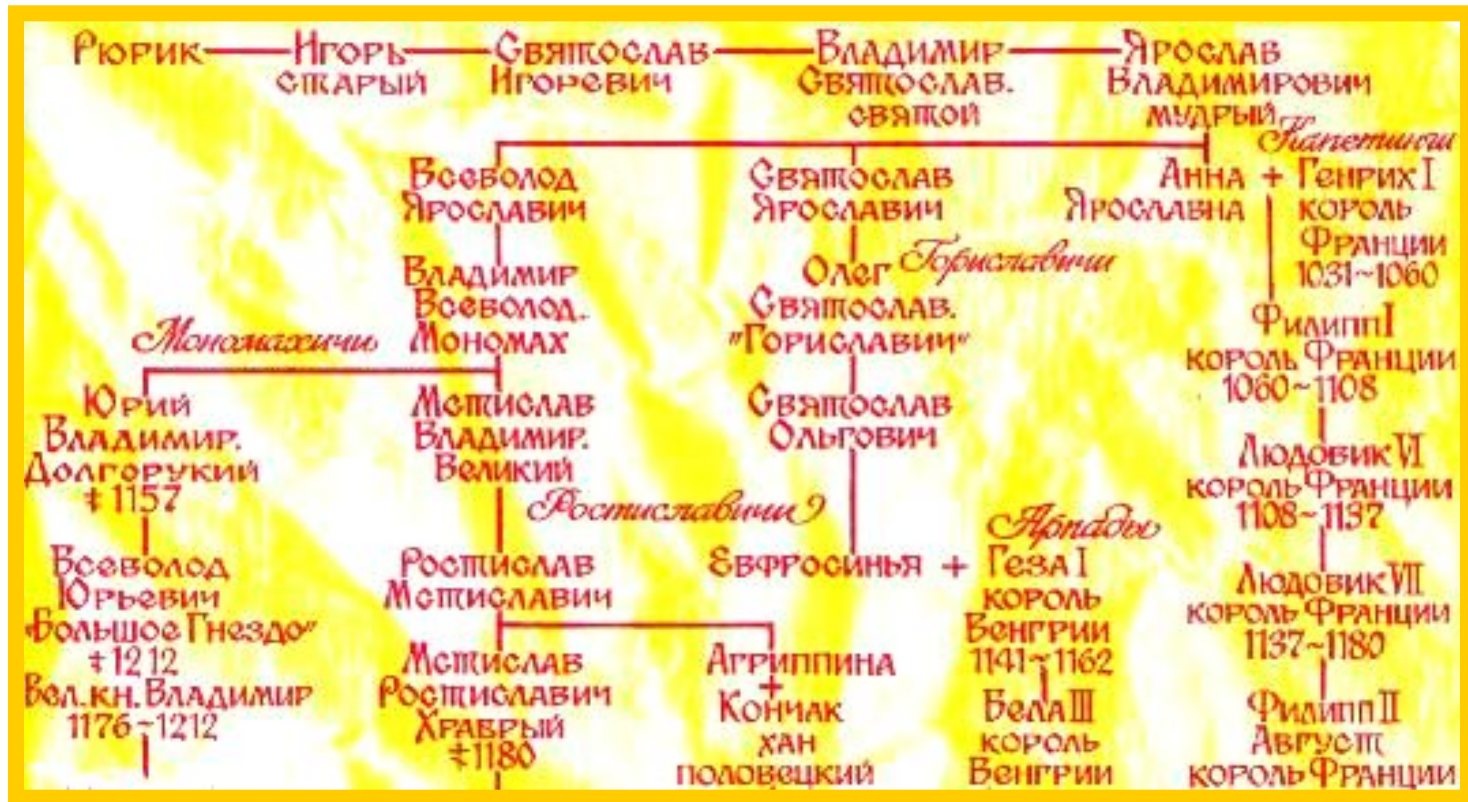 Рюрик — Игорь старый — Святослав Игоревич — Владимир Святослав. святой — Ярослав Владимирович мудрый
Капетинги
Всеволод Ярославич
Святослав Ярославич
Анна Ярославна + Генрих I король Франции 1031~1060
Владимир Всеволод. Мономах
Олег Святослав. "Гориславич"
Гориславичи
Филипп I король Франции 1060~1108
Мономахичи
Юрий Владимир. Долгорукий ‡1157
Мстислав Владимир. Великий
Святослав Ольгович
Людовик VI король Франции 1108~1137
Ростиславичи
Арпады
Всеволод Юрьевич "Большое Гнездо" ‡1212 Вел.кн.Владимир 1176~1212
Ростислав Мстиславич
Евфросинья + Геза I король Венгрии 1141~1162
Людовик VII король Франции 1137~1180
Мстислав Ростиславич Храбрый ‡1180
Агриппина + Кончак хан половецкий
Бела III король Венгрии
Филипп II Август король Франции